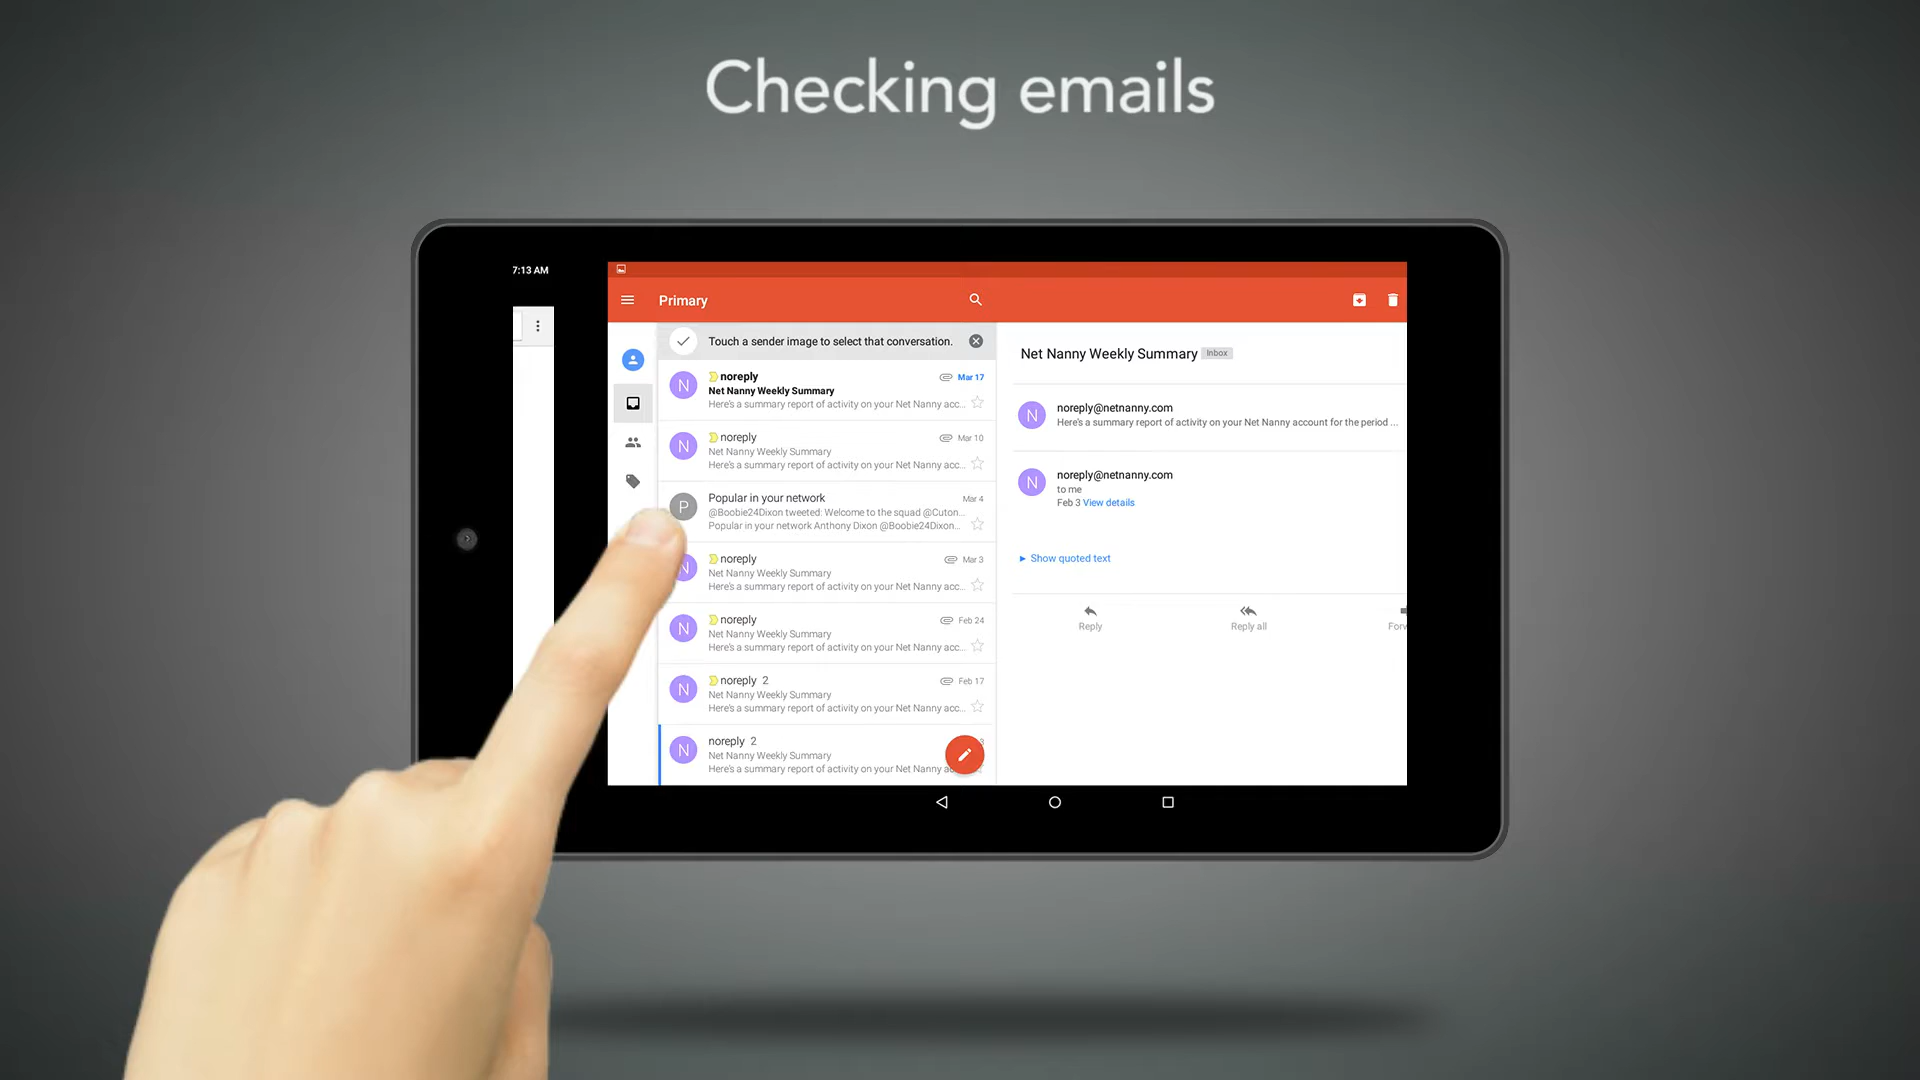 Checking emails
7:13 AM
Primary
Touch a sender image to select that conversation.
N
noreply
Mar 17
Net Nanny Weekly Summary
Here's a summary report of activity on your Net Nanny acc...
N
noreply
Mar 10
Net Nanny Weekly Summary
Here's a summary report of activity on your Net Nanny acc...
P
Popular in your network
Mar 4
@Boobie24Dixon tweeted: Welcome to the squad @Cuton...
Popular in your network Anthony Dixon @Boobie24Dixon...
N
noreply
Mar 3
Net Nanny Weekly Summary
Here's a summary report of activity on your Net Nanny acc...
N
noreply
Feb 24
Net Nanny Weekly Summary
Here's a summary report of activity on your Net Nanny acc...
N
noreply 2
Feb 17
Net Nanny Weekly Summary
Here's a summary report of activity on your Net Nanny acc...
N
noreply 2
3
Net Nanny Weekly Summary
Here's a summary report of activity on your Net Nanny a
Net Nanny Weekly Summary Inbox
N
noreply@netnanny.com
Here's a summary report of activity on your Net Nanny account for the period ...
N
noreply@netnanny.com
to me
Feb 3 View details
Show quoted text
Reply
Reply all
Forv